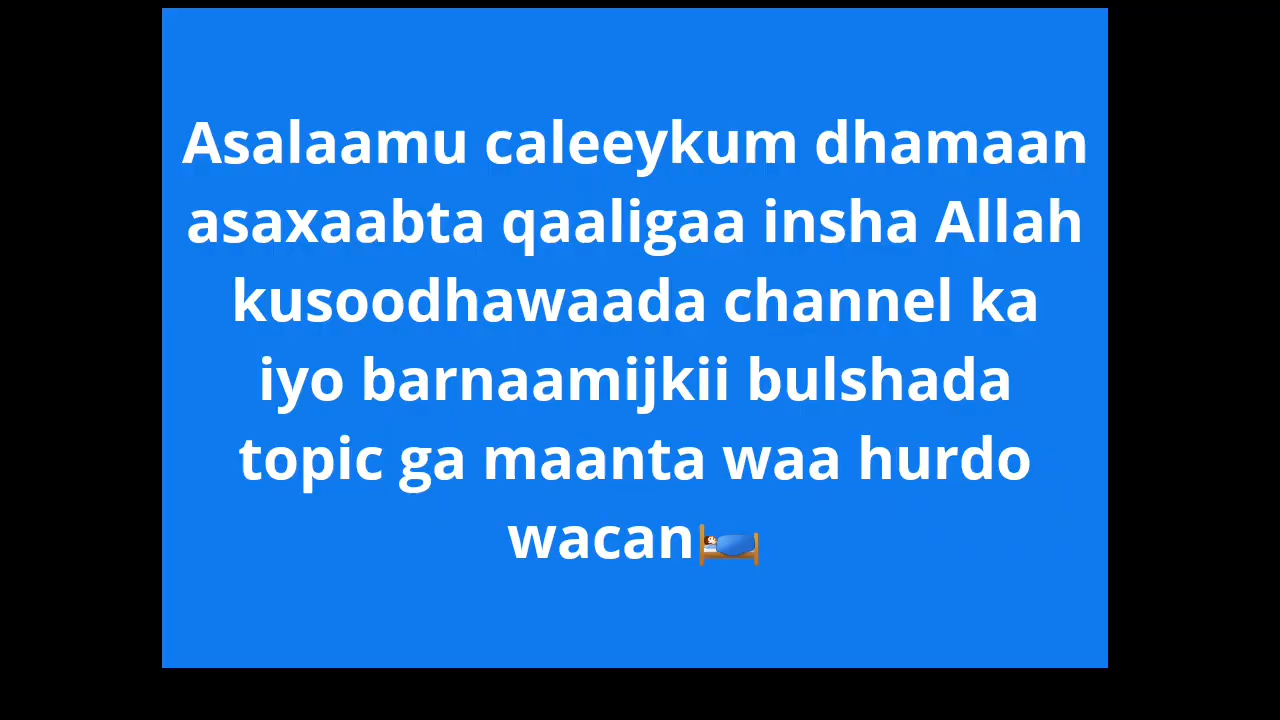 Asalaamu caleeykum dhamaan
asaxaabta qaaligaa insha Allah
kusoodhawaada channel ka
iyo barnaamijkii bulshada
topic ga maanta waa hurdo
wacan🛌